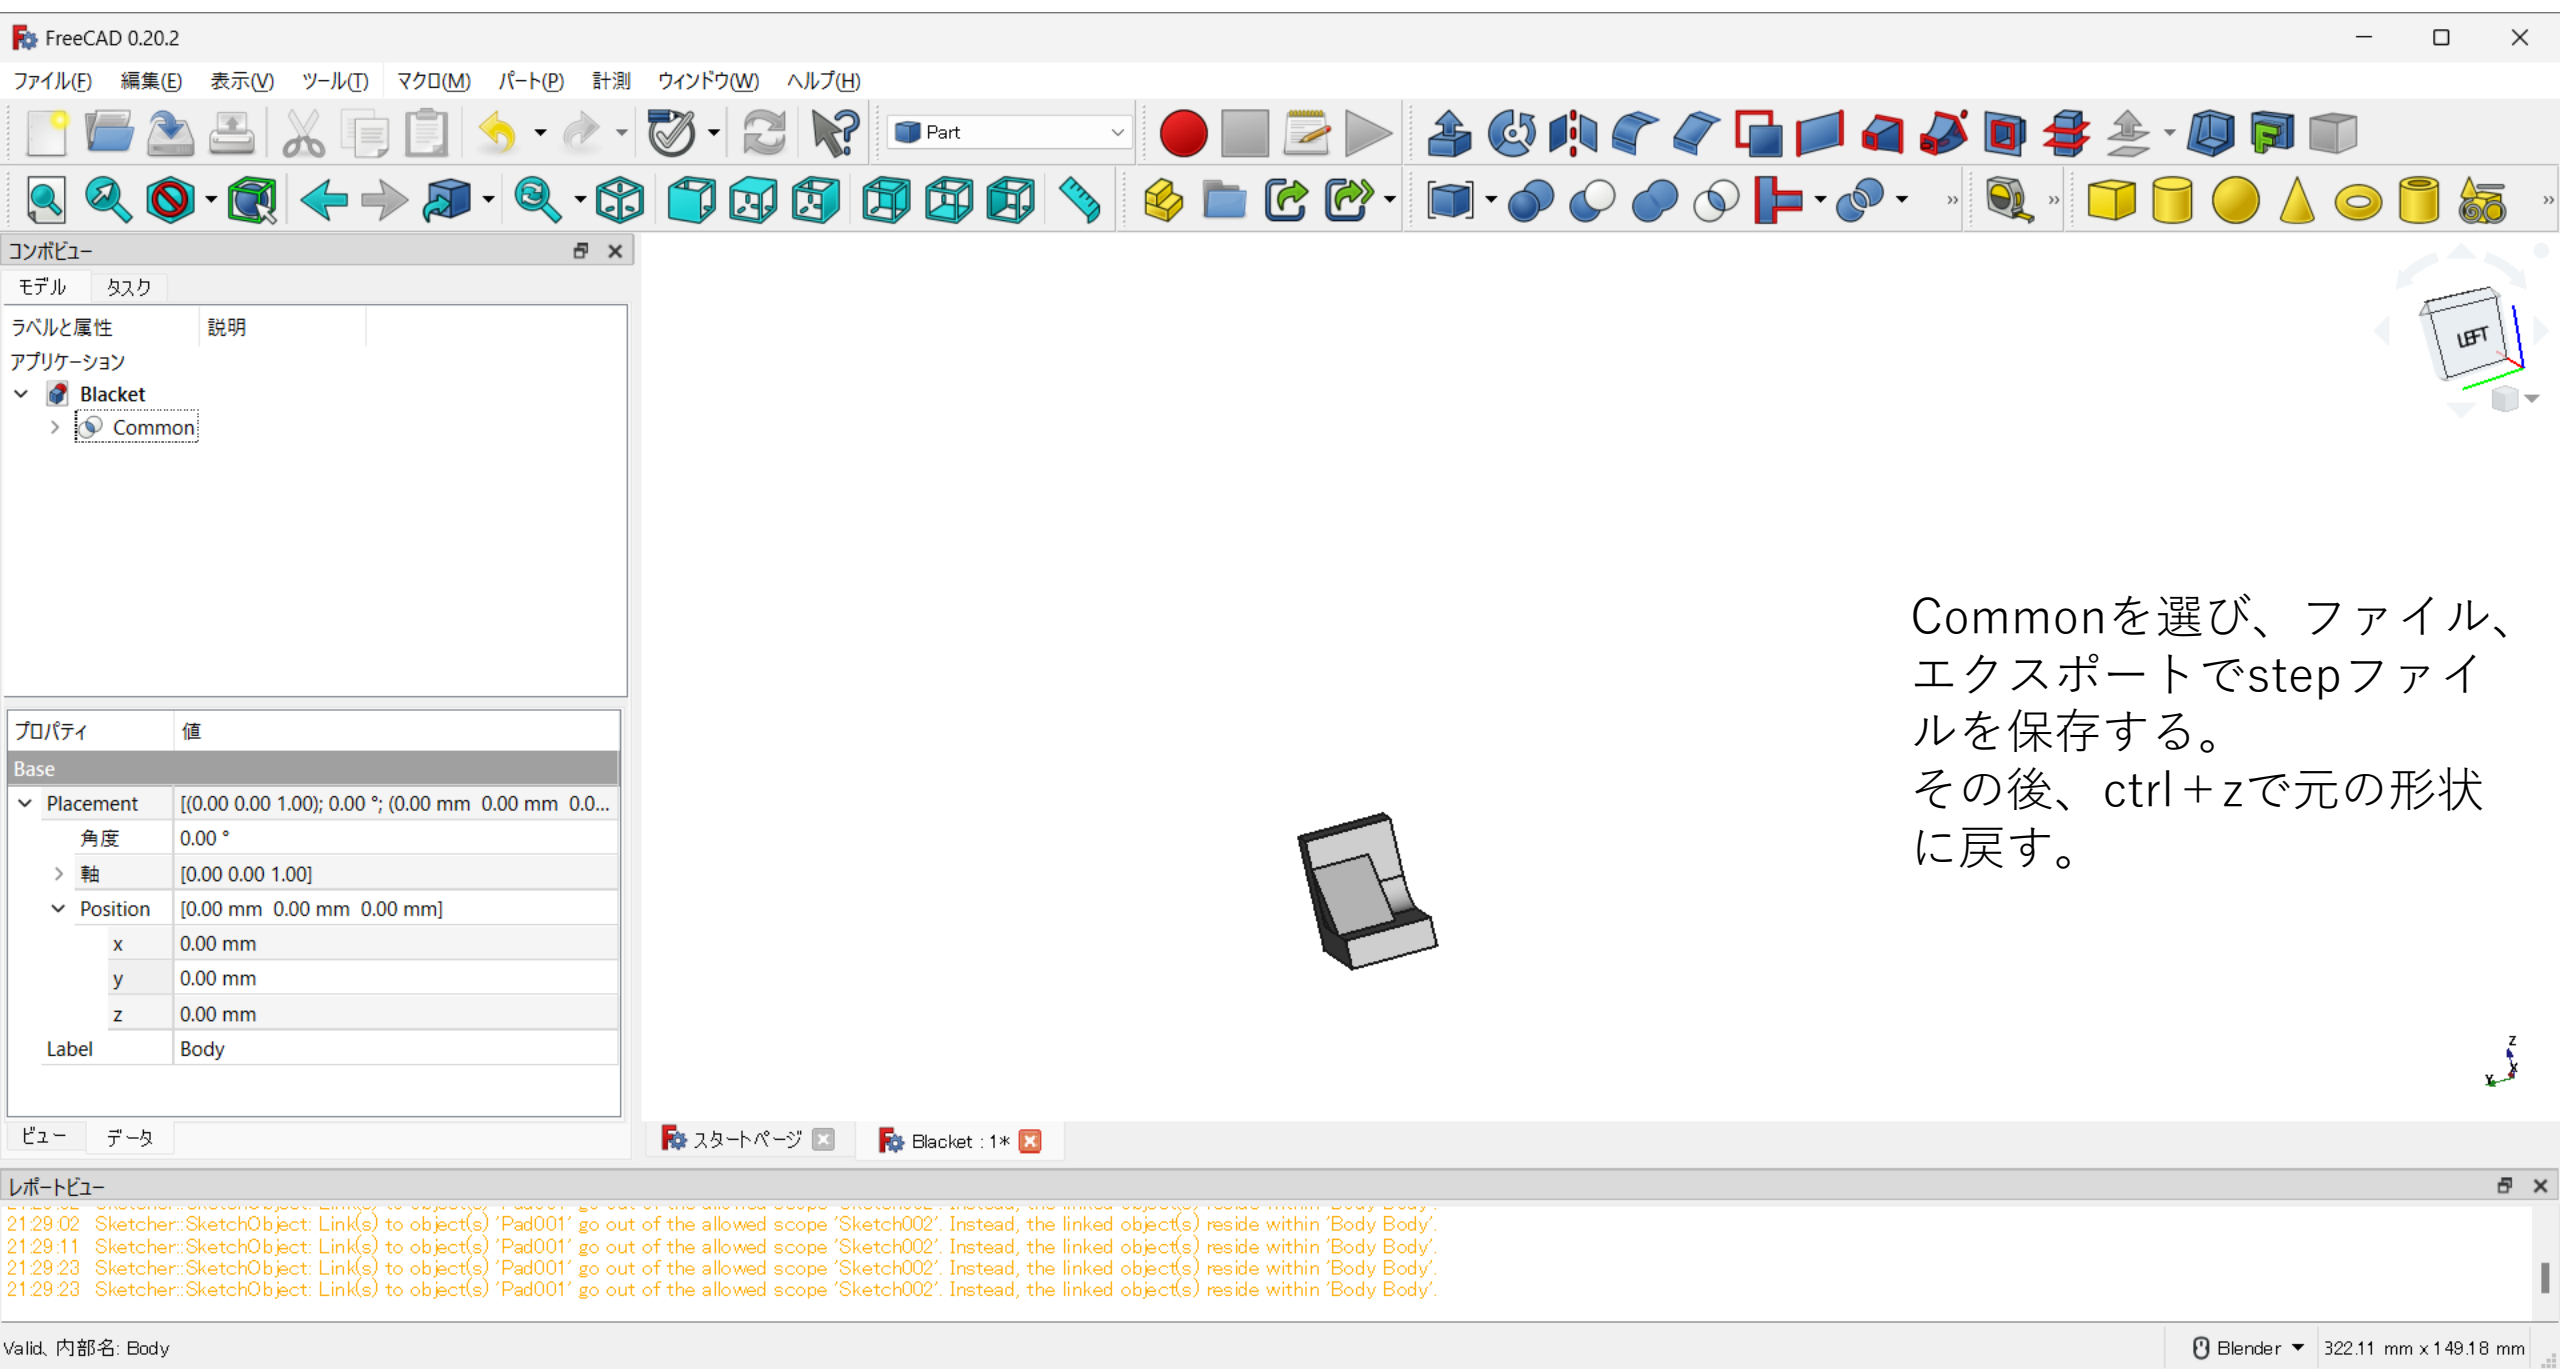 FreeCAD 0.20.2
ファイル(F) 編集(E) 表示(V) ツール(T) マクロ(M) パート(P) 計測 ウィンドウ(W) ヘルプ(H)
Part
コンボビュー
モデル タスク
ラベルと属性 説明
アプリケーション
Blacket
Common
LEFT
Commonを選び、ファイル、
エクスポートでstepファイ
ルを保存する。
その後、ctrl＋zで元の形状
に戻す。
プロパティ 値
Base
Placement [(0.00 0.00 1.00); 0.00 °; (0.00 mm 0.00 mm 0.0...
角度 0.00 °
軸 [0.00 0.00 1.00]
Position [0.00 mm 0.00 mm 0.00 mm]
x 0.00 mm
y 0.00 mm
z 0.00 mm
Label Body
Z
X
Y
ビュー データ
スタートページ Blacket : 1*
レポートビュー
21:29:02 Sketcher::SketchObject: Link(s) to object(s) 'Pad001' go out of the allowed scope 'Sketch002'. Instead, the linked object(s) reside within 'Body Body'.
21:29:11 Sketcher::SketchObject: Link(s) to object(s) 'Pad001' go out of the allowed scope 'Sketch002'. Instead, the linked object(s) reside within 'Body Body'.
21:29:23 Sketcher::SketchObject: Link(s) to object(s) 'Pad001' go out of the allowed scope 'Sketch002'. Instead, the linked object(s) reside within 'Body Body'.
21:29:23 Sketcher::SketchObject: Link(s) to object(s) 'Pad001' go out of the allowed scope 'Sketch002'. Instead, the linked object(s) reside within 'Body Body'.
Valid、内部名: Body
Blender 322.11 mm x 149.18 mm